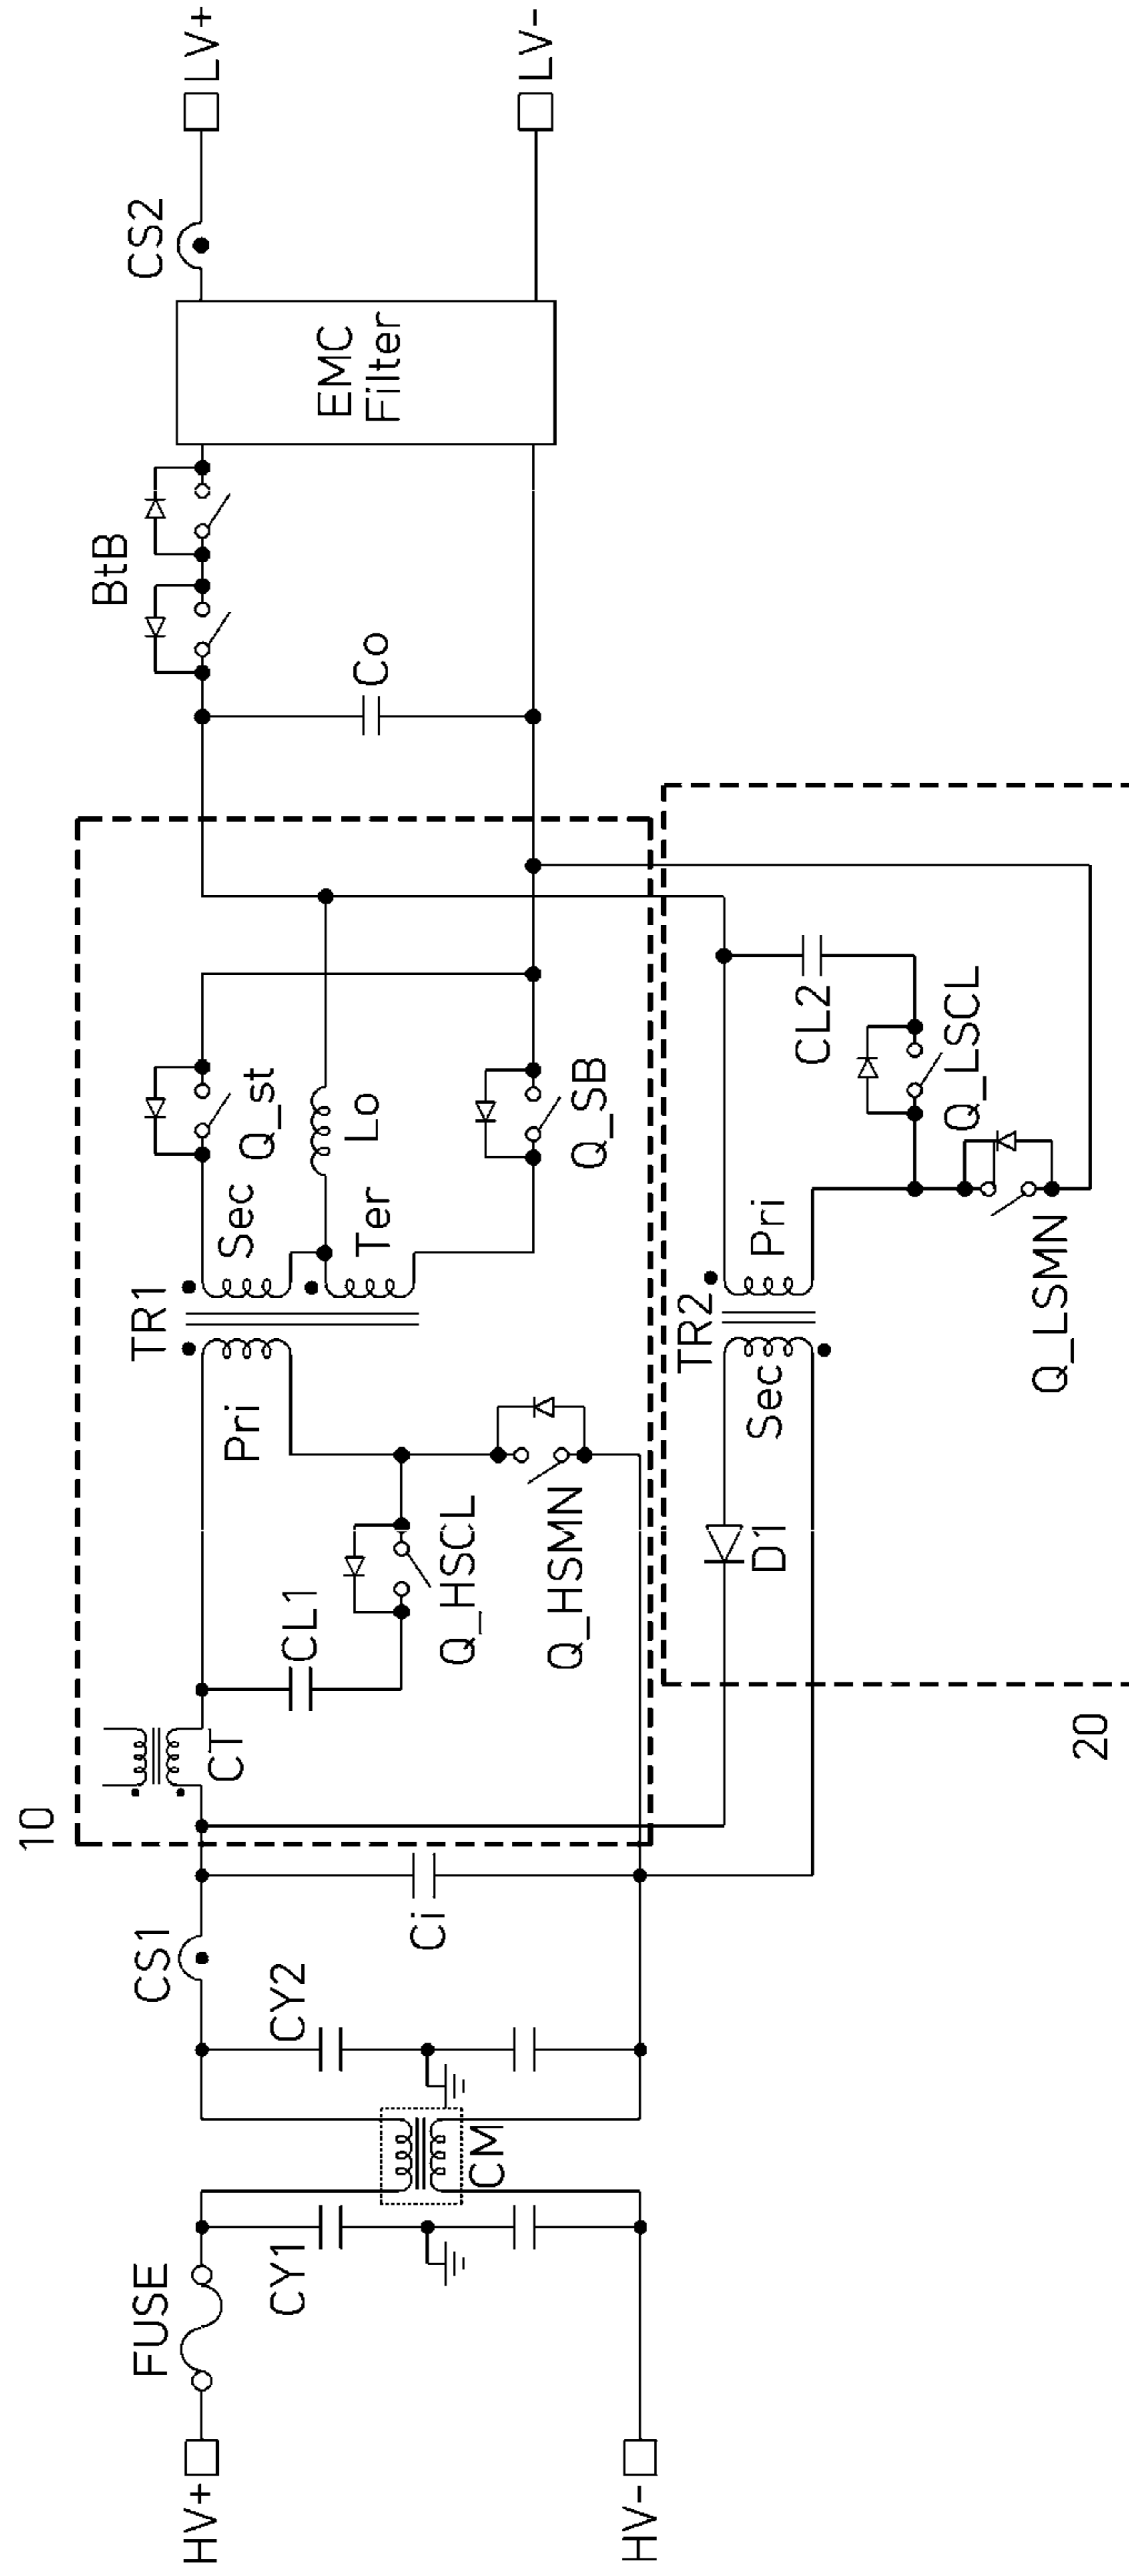 10
FUSE
CS1
CT
TR1
BtB
CS2
HV+
LV+
CY1
CY2
CL1
Pri
Sec
Q_st
Ci
Q_HSCL
Lo
Ter
Co
EMC
Filter
CM
Q_HSMN
Q_SB
HV-
LV-
TR2
D1
Sec
Pri
CL2
Q_LSCL
Q_LSMN
20